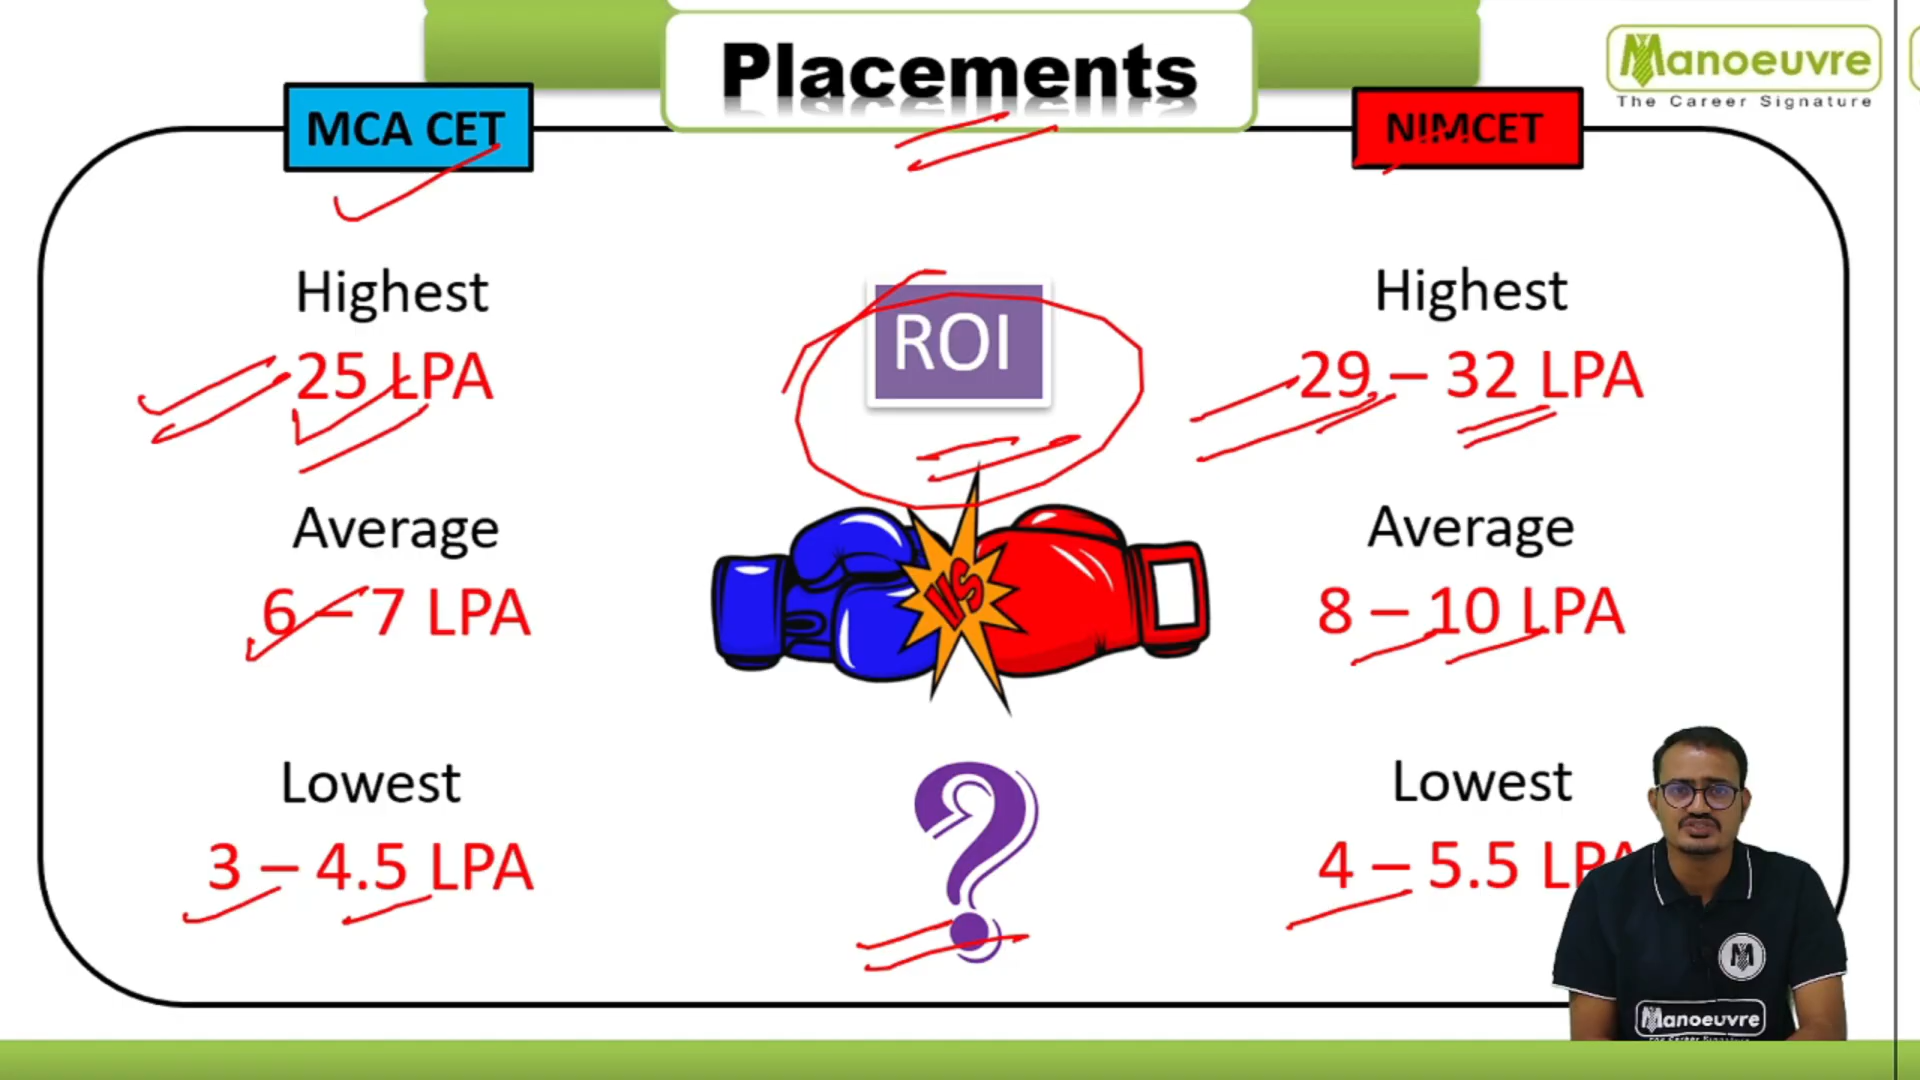 Placements
Manoeuvre
The Career Signature
MCA CET
NIMCET
Highest
25 LPA
ROI
Highest
29 – 32 LPA
Average
6 – 7 LPA
VS
Average
8 – 10 LPA
Lowest
3 – 4.5 LPA
?
Lowest
4 – 5.5 LPA
M
Manoeuvre